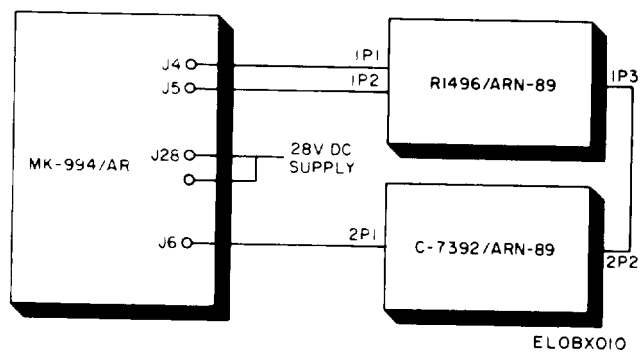 J4
1P1
J5
1P2
R1496/ARN-89
1P3
MK-994/AR
J28
28V DC
SUPPLY
J6
2P1
C-7392/ARN-89
2P2
ELOBX010